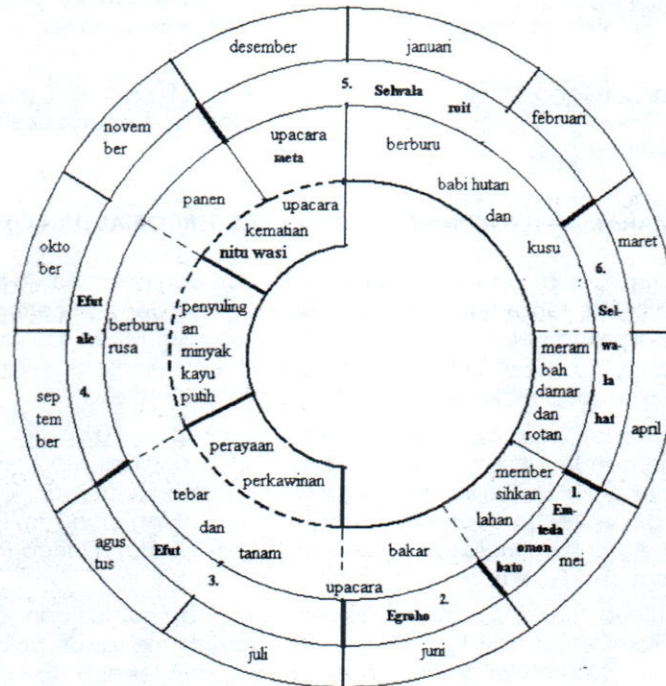 desember
januari
februari
maret
april
mei
juni
juli
agus
tus
sep
tem
ber
okto
ber
novem
ber
5. Selwala
roit
6.
Sel-
wa-
la
hai
1.
Em-
teda
omon
bato
2.
Egroho
3.
Efut
4.
ale
Efut
upacara
saeta
berburu
babi hutan
dan
kusu
meram
bah
damar
dan
rotan
member
sihkan
lahan
bakar
upacara
tebar
dan
tanam
berburu
rusa
panen
upacara
kematian
nitu wasi
penyuling
an
minyak
kayu
putih
perayaan
perkawinan